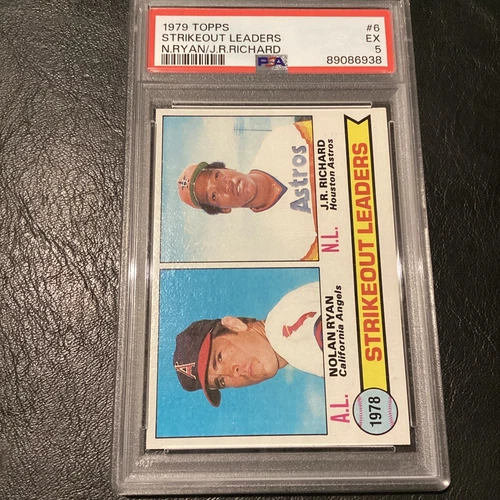 1979 TOPPS #6
STRIKEOUT LEADERS EX
N.RYAN/J.R.RICHARD 5
PSA 89086938
A
Astros
A.L. NOLAN RYAN
California Angels
N.L. J.R. RICHARD
Houston Astros
1978 STRIKEOUT LEADERS